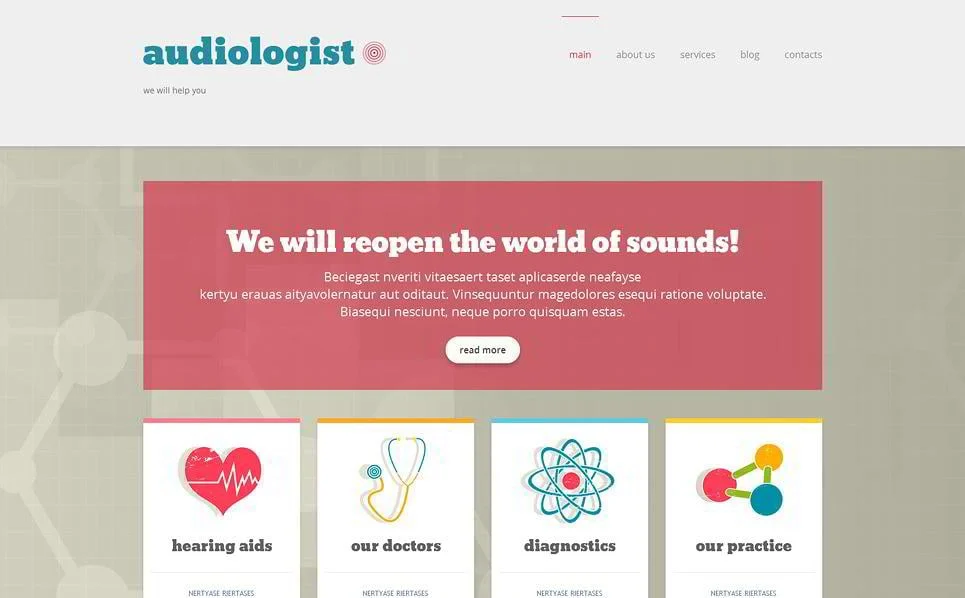 audiologist
we will help you
main about us services blog contacts
We will reopen the world of sounds!
Beciegast nveriti vitaesaert taset aplicaserde neafayse
kertyu erauas aityavolernatur aut oditaut. Vinsequuntur magedolores esequi ratione voluptate.
Biasequi nesciunt, neque porro quisquam estas.
read more
hearing aids our doctors diagnostics our practice
NERTYASE RIERTASES NERTYASE RIERTASES NERTYASE RIERTASES NERTYASE RIERTASES